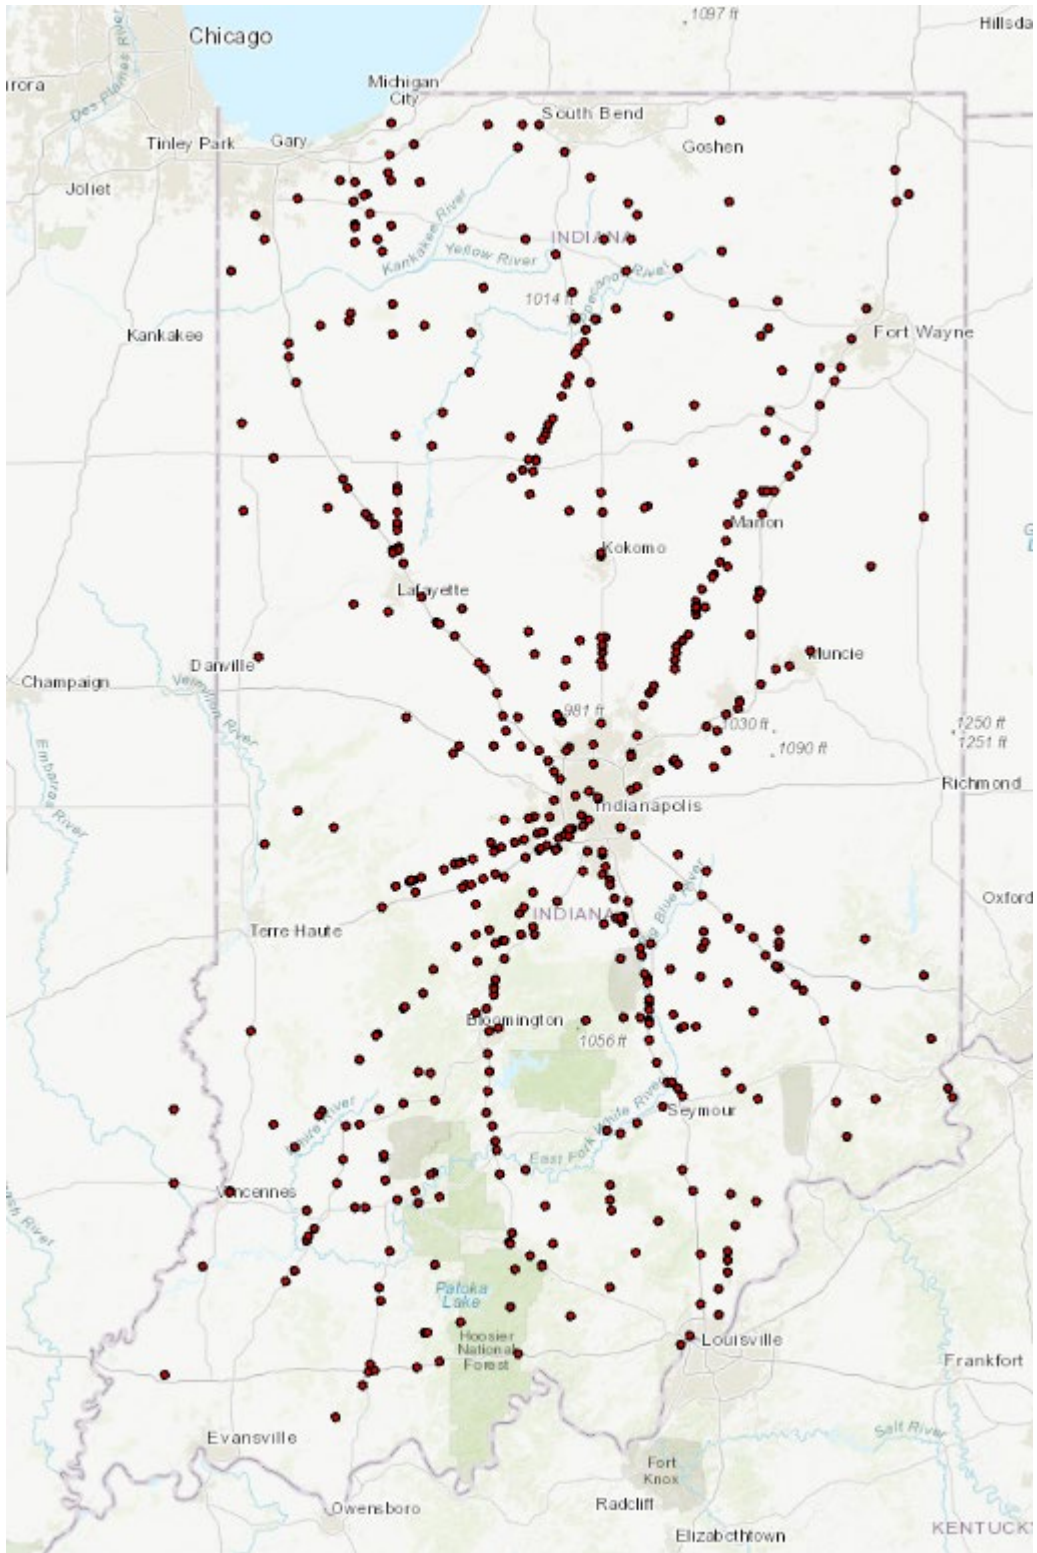 1097 ft
Hillsda
Chicago
Des Plaines River
rora
Michigan
City
South Bend
Tinley Park
Gary
Goshen
Joliet
Kankakee River
INDIANA
Yellow River
1014 ft
Kankakee
Fort Wayne
Marion
Kokomo
Lafayette
Danville
Muncie
Champaign
Vermilion River
981 ft
1030 ft
1250 ft
1251 ft
1090 ft
Embarras River
Richmond
Indianapolis
Oxford
INDIANA
Big Blue River
Terre Haute
Bloomington
1056 ft
Seymour
White River
East Fork White River
Vincennes
Patoka
Lake
Hoosier
National
Forest
Louisville
Frankfort
Evansville
Salt River
Fort
Knox
Radcliff
Owensboro
Elizabethtown
KENTUCK